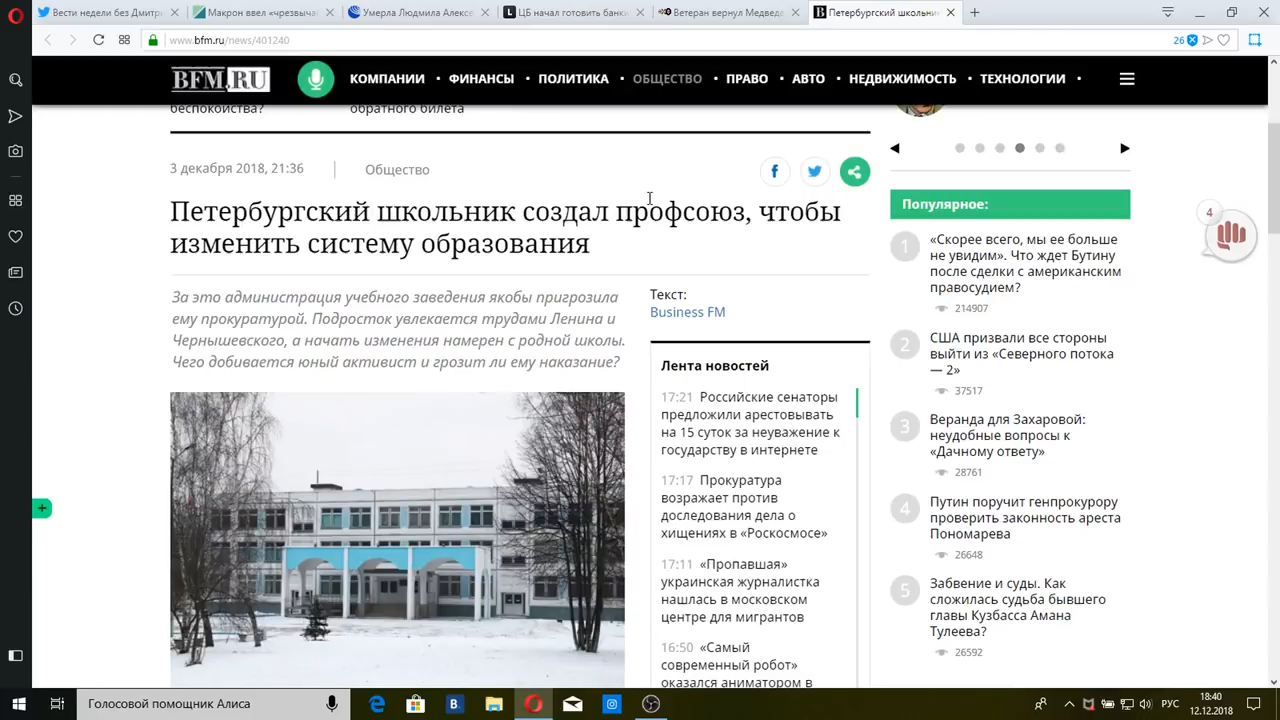 Вести недели без Дмитр
Макрон ввел «чрезвыча
Умерла Людмила Алексе
ЦБ начал готовить банки
Ветеран вернул Медвед
Петербургский школьник
www.bfm.ru/news/401240
26
BFM.RU
КОМПАНИИ • ФИНАНСЫ • ПОЛИТИКА • ОБЩЕСТВО • ПРАВО • АВТО • НЕДВИЖИМОСТЬ • ТЕХНОЛОГИИ •
беспокойства?
обратного билета
3 декабря 2018, 21:36
Общество
Петербургский школьник создал профсоюз, чтобы
изменить систему образования
За это администрация учебного заведения якобы пригрозила
ему прокуратурой. Подросток увлекается трудами Ленина и
Чернышевского, а начать изменения намерен с родной школы.
Чего добивается юный активист и грозит ли ему наказание?
Текст:
Business FM
Лента новостей
17:21 Российские сенаторы
предложили арестовывать
на 15 суток за неуважение к
государству в интернете
17:17 Прокуратура
возражает против
доследования дела о
хищениях в «Роскосмосе»
17:11 «Пропавшая»
украинская журналистка
нашлась в московском
центре для мигрантов
16:50 «Самый
современный робот»
оказался аниматором в
Популярное:
1
«Скорее всего, мы ее больше
не увидим». Что ждет Бутину
после сделки с американским
правосудием?
214907
2
США призвали все стороны
выйти из «Северного потока
— 2»
37517
3
Веранда для Захаровой:
неудобные вопросы к
«Дачному ответу»
28761
4
Путин поручит генпрокурору
проверить законность ареста
Пономарева
26648
5
Забвение и суды. Как
сложилась судьба бывшего
главы Кузбасса Амана
Тулеева?
26592
4
Голосовой помощник Алиса
РУС
18:40
12.12.2018